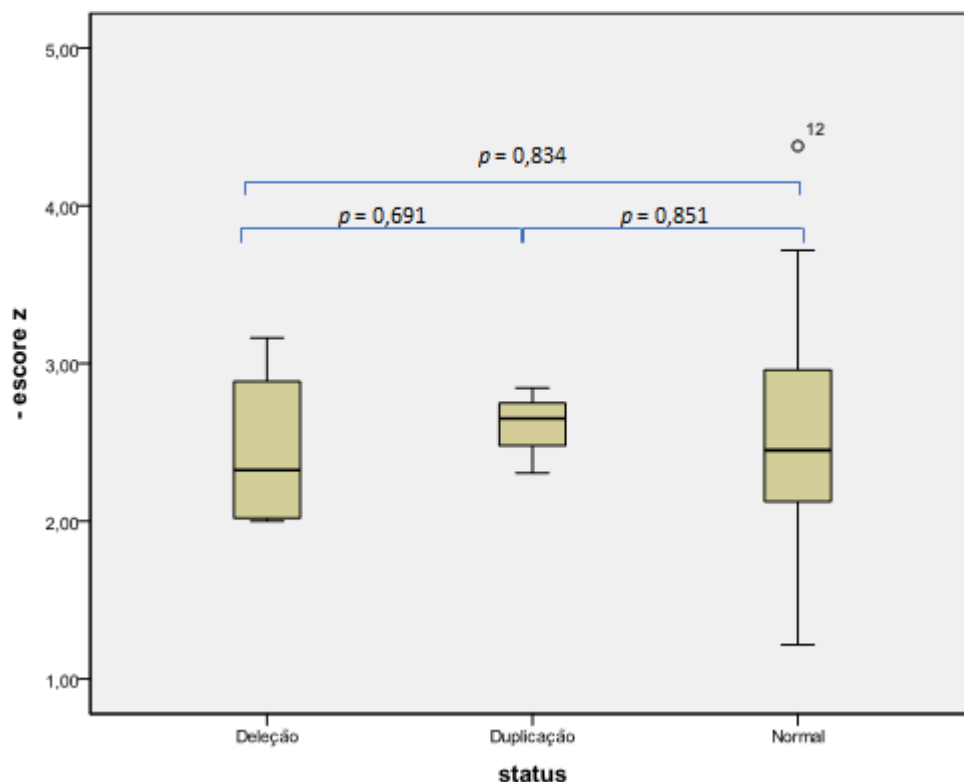 5,00
12
p = 0,834
4,00
p = 0,691
p = 0,851
3,00
- escore z
2,00
1,00
Deleção
Duplicação
Normal
status